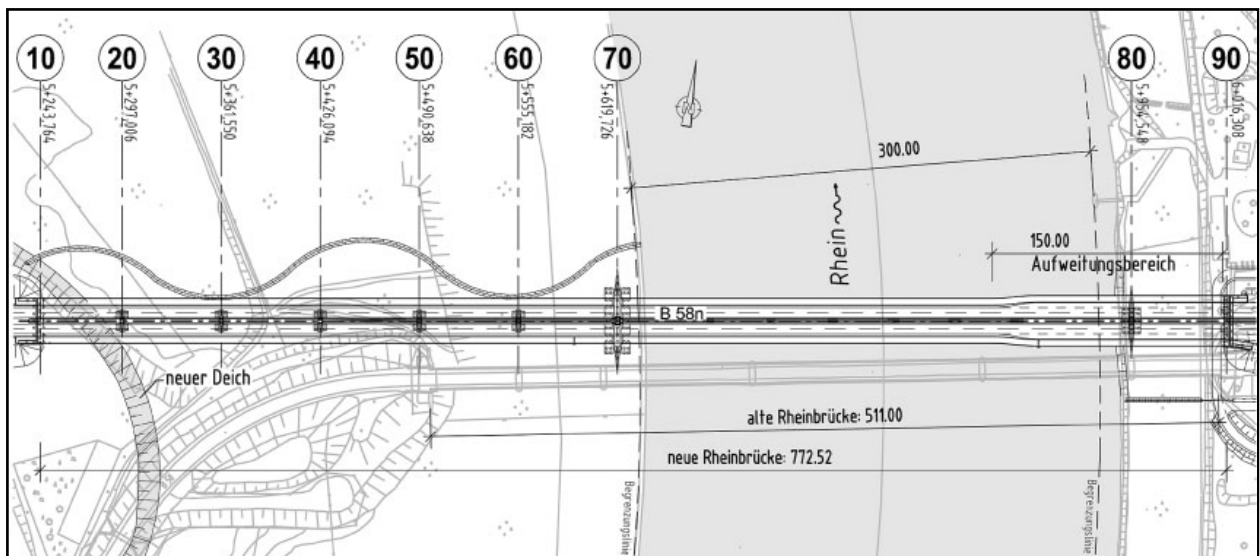 10
20
30
40
50
60
70
80
90
5+243,764
5+297,006
5+361,550
5+426,094
5+490,638
5+555,182
5+619,726
5+954,548
6+016,308
300.00
Rhein
150.00
Aufweitungsbereich
B 58n
neuer Deich
alte Rheinbrücke: 511.00
neue Rheinbrücke: 772.52
Begrenzungslinie
Begrenzungslinie